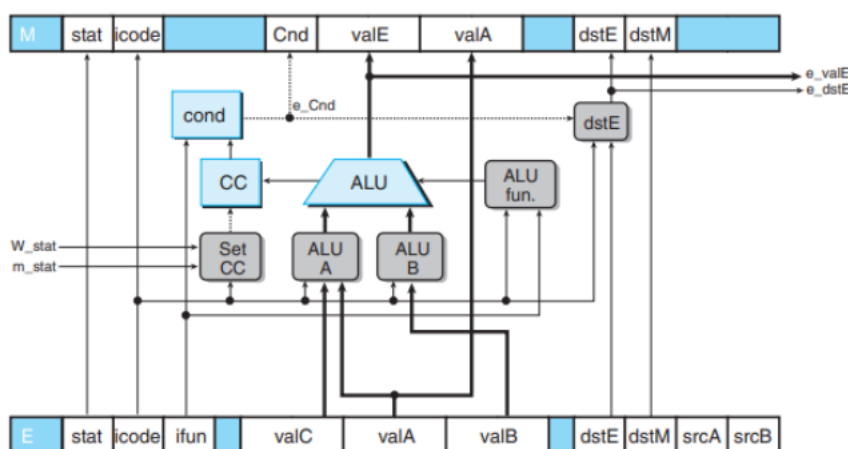 M stat icode Cnd valE valA dstE dstM
e_valE
e_dstE
e_Cnd
cond
dstE
CC
ALU
ALU
fun.
W_stat
m_stat
Set
CC
ALU
A
ALU
B
E stat icode ifun valC valA valB dstE dstM srcA srcB